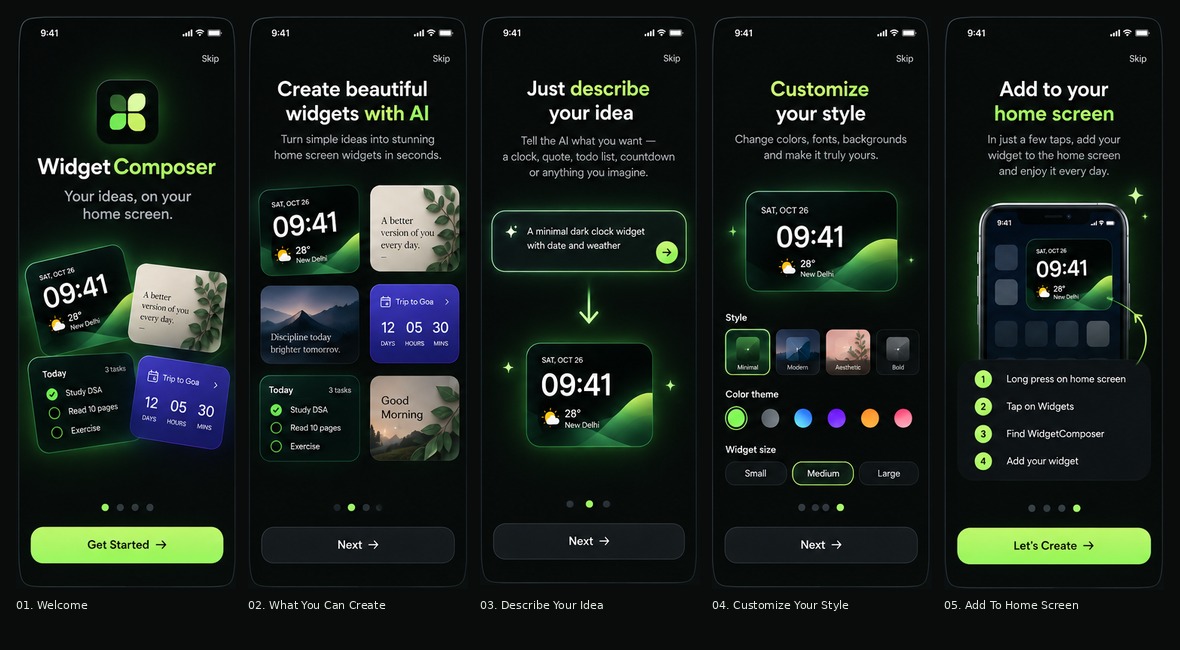 9:41
Skip
Widget Composer
Your ideas, on your
home screen.
SAT, OCT 26
09:41
28°
New Delhi
A better
version of you
every day.
—
Today
3 tasks
Study DSA
Read 10 pages
Exercise
Trip to Goa
12 05 30
DAYS HOURS MINS
Get Started →
01. Welcome
9:41
Skip
Create beautiful
widgets with AI
Turn simple ideas into stunning
home screen widgets in seconds.
SAT, OCT 26
09:41
28°
New Delhi
A better
version of you
every day.
—
Discipline today
brighter tomorrov.
Trip to Goa
12 05 30
DAYS HOURS MINS
Today
3 tasks
Study DSA
Read 10 pages
Exercise
Good
Morning
Next →
02. What You Can Create
9:41
Skip
Just describe
your idea
Tell the AI what you want —
a clock, quote, todo list, countdown
or anything you imagine.
A minimal dark clock widget
with date and weather
SAT, OCT 26
09:41
28°
New Delhi
Next →
03. Describe Your Idea
9:41
Skip
Customize
your style
Change colors, fonts, backgrounds
and make it truly yours.
SAT, OCT 26
09:41
28°
New Delhi
Style
Minimal Modern Aesthetic Bold
Color theme
Widget size
Small Medium Large
Next →
04. Customize Your Style
9:41
Skip
Add to your
home screen
In just a few taps, add your
widget to the home screen
and enjoy it every day.
9:41
SAT, OCT 26
09:41
28°
New Delhi
1 Long press on home screen
2 Tap on Widgets
3 Find WidgetComposer
4 Add your widget
Let's Create →
05. Add To Home Screen